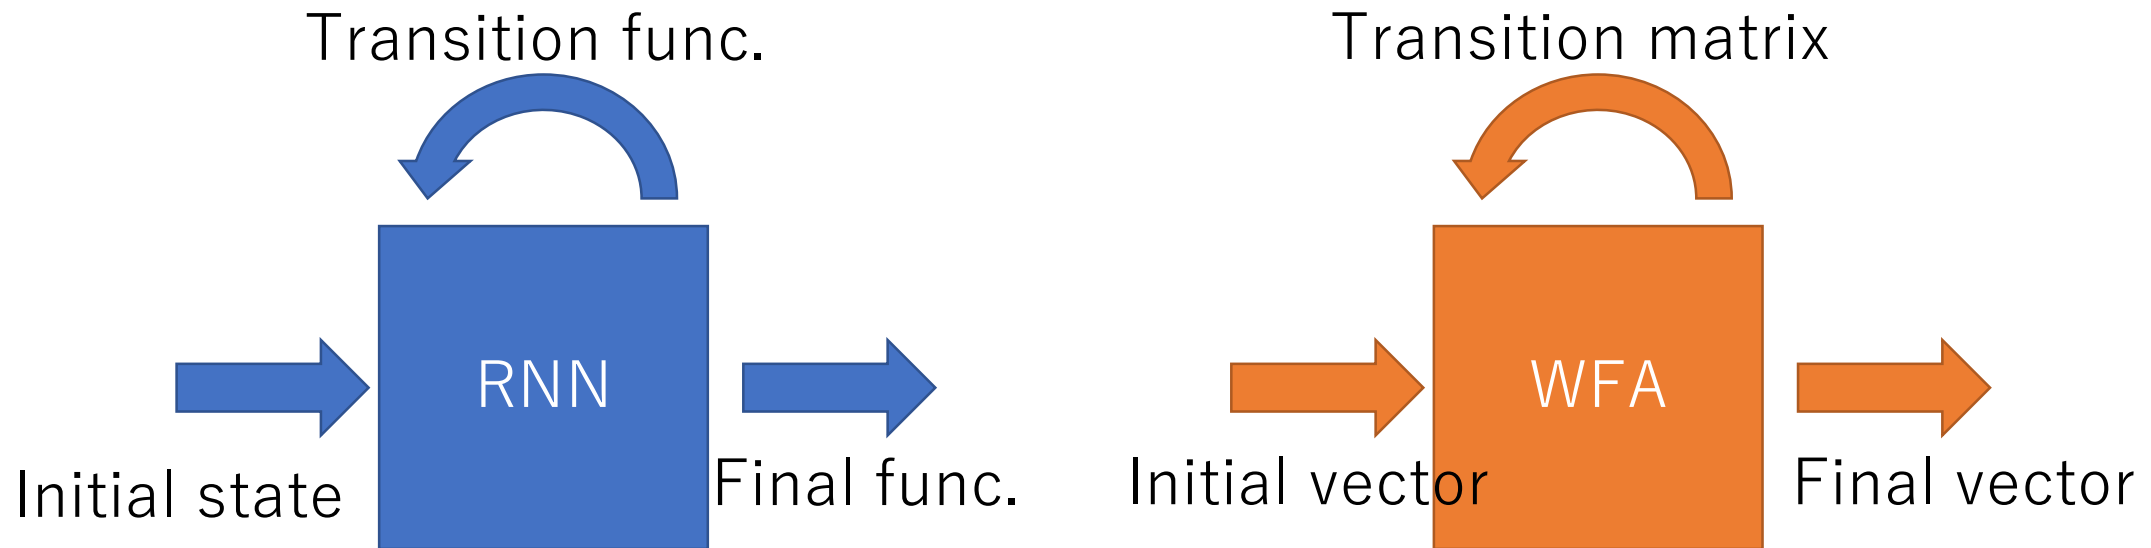 Transition func.
RNN
Initial state
Final func.
Transition matrix
WFA
Initial vector
Final vector